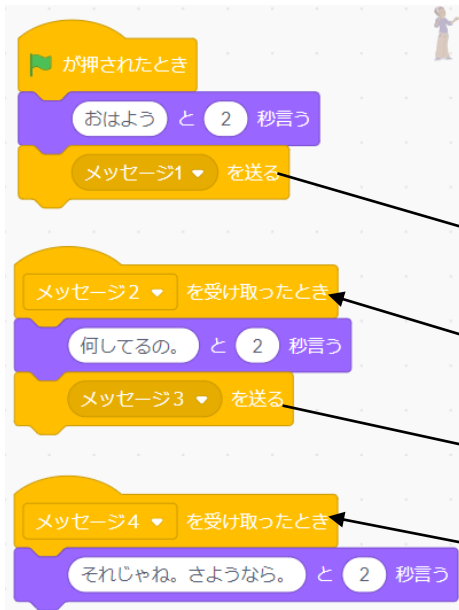 が押されたとき
おはよう と 2 秒言う
メッセージ1 を送る
メッセージ2 を受け取ったとき
何してるの。 と 2 秒言う
メッセージ3 を送る
メッセージ4 を受け取ったとき
それじゃね。さようなら。 と 2 秒言う